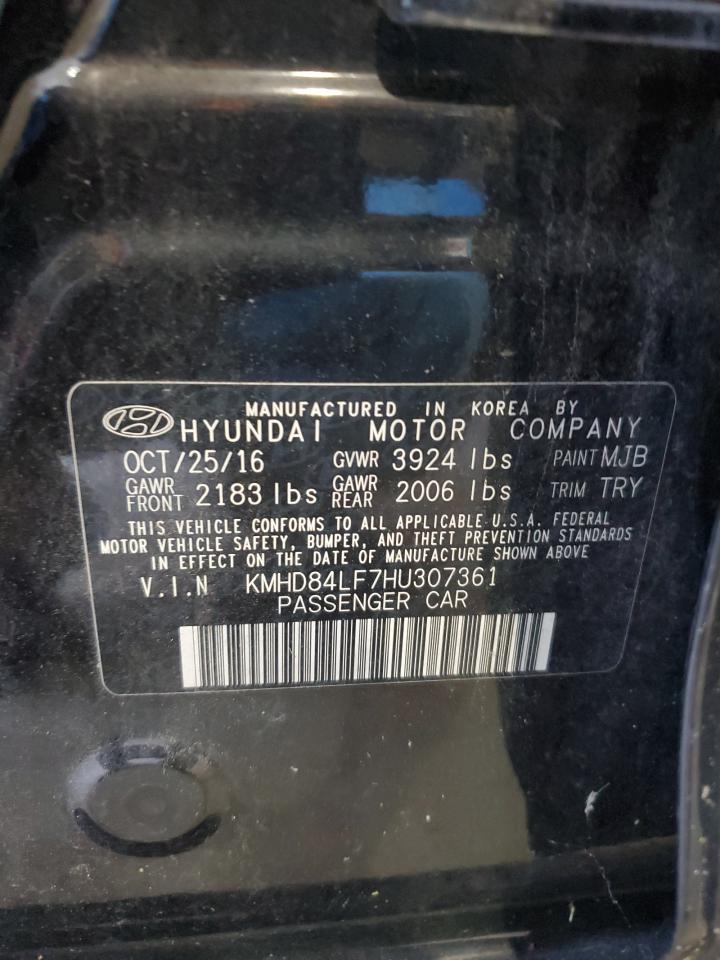 MANUFACTURED IN KOREA BY
HYUNDAI MOTOR COMPANY
OCT/25/16 GVWR 3924 lbs PAINT MJB
GAWR FRONT 2183 lbs GAWR REAR 2006 lbs TRIM TRY
THIS VEHICLE CONFORMS TO ALL APPLICABLE U.S.A. FEDERAL
MOTOR VEHICLE SAFETY, BUMPER, AND THEFT PREVENTION STANDARDS
IN EFFECT ON THE DATE OF MANUFACTURE SHOWN ABOVE
V.I.N KMHD84LF7HU307361
PASSENGER CAR